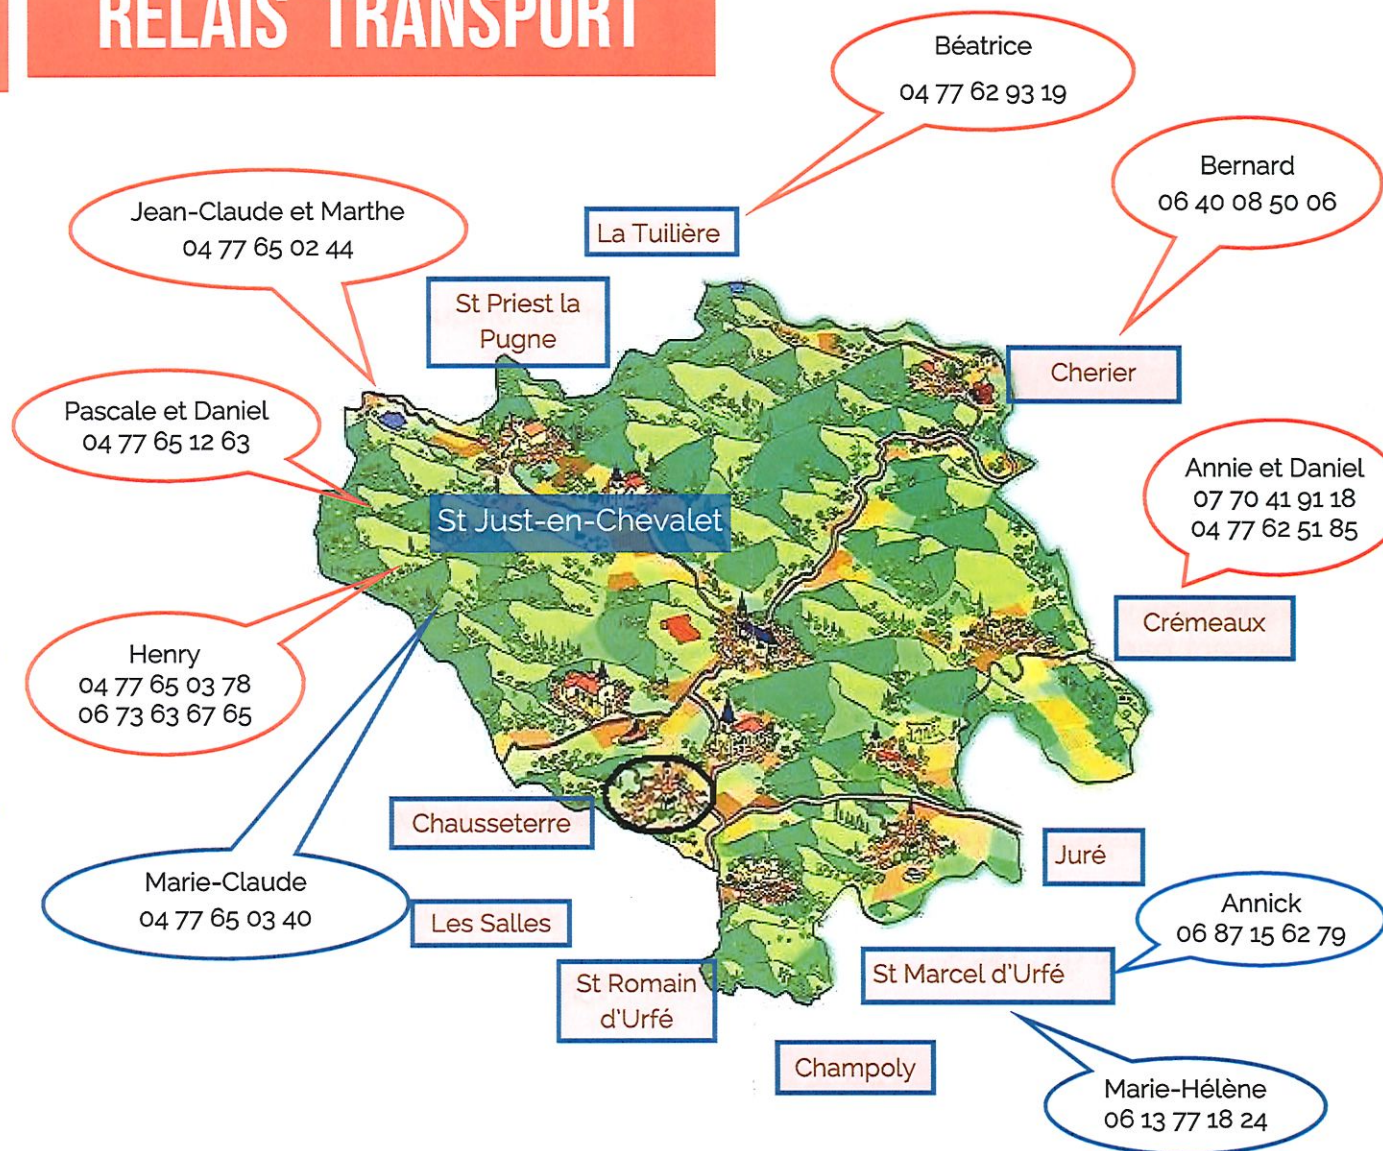 RELAIS TRANSPORT
Béatrice
04 77 62 93 19
Bernard
06 40 08 50 06
Jean-Claude et Marthe
04 77 65 02 44
La Tuilière
St Priest la
Pugne
Cherier
Pascale et Daniel
04 77 65 12 63
Annie et Daniel
07 70 41 91 18
04 77 62 51 85
St Just-en-Chevalet
Crémeaux
Henry
04 77 65 03 78
06 73 63 67 65
Chausseterre
Juré
Marie-Claude
04 77 65 03 40
Les Salles
Annick
06 87 15 62 79
St Marcel d'Urfé
St Romain
d'Urfé
Champoly
Marie-Hélène
06 13 77 18 24